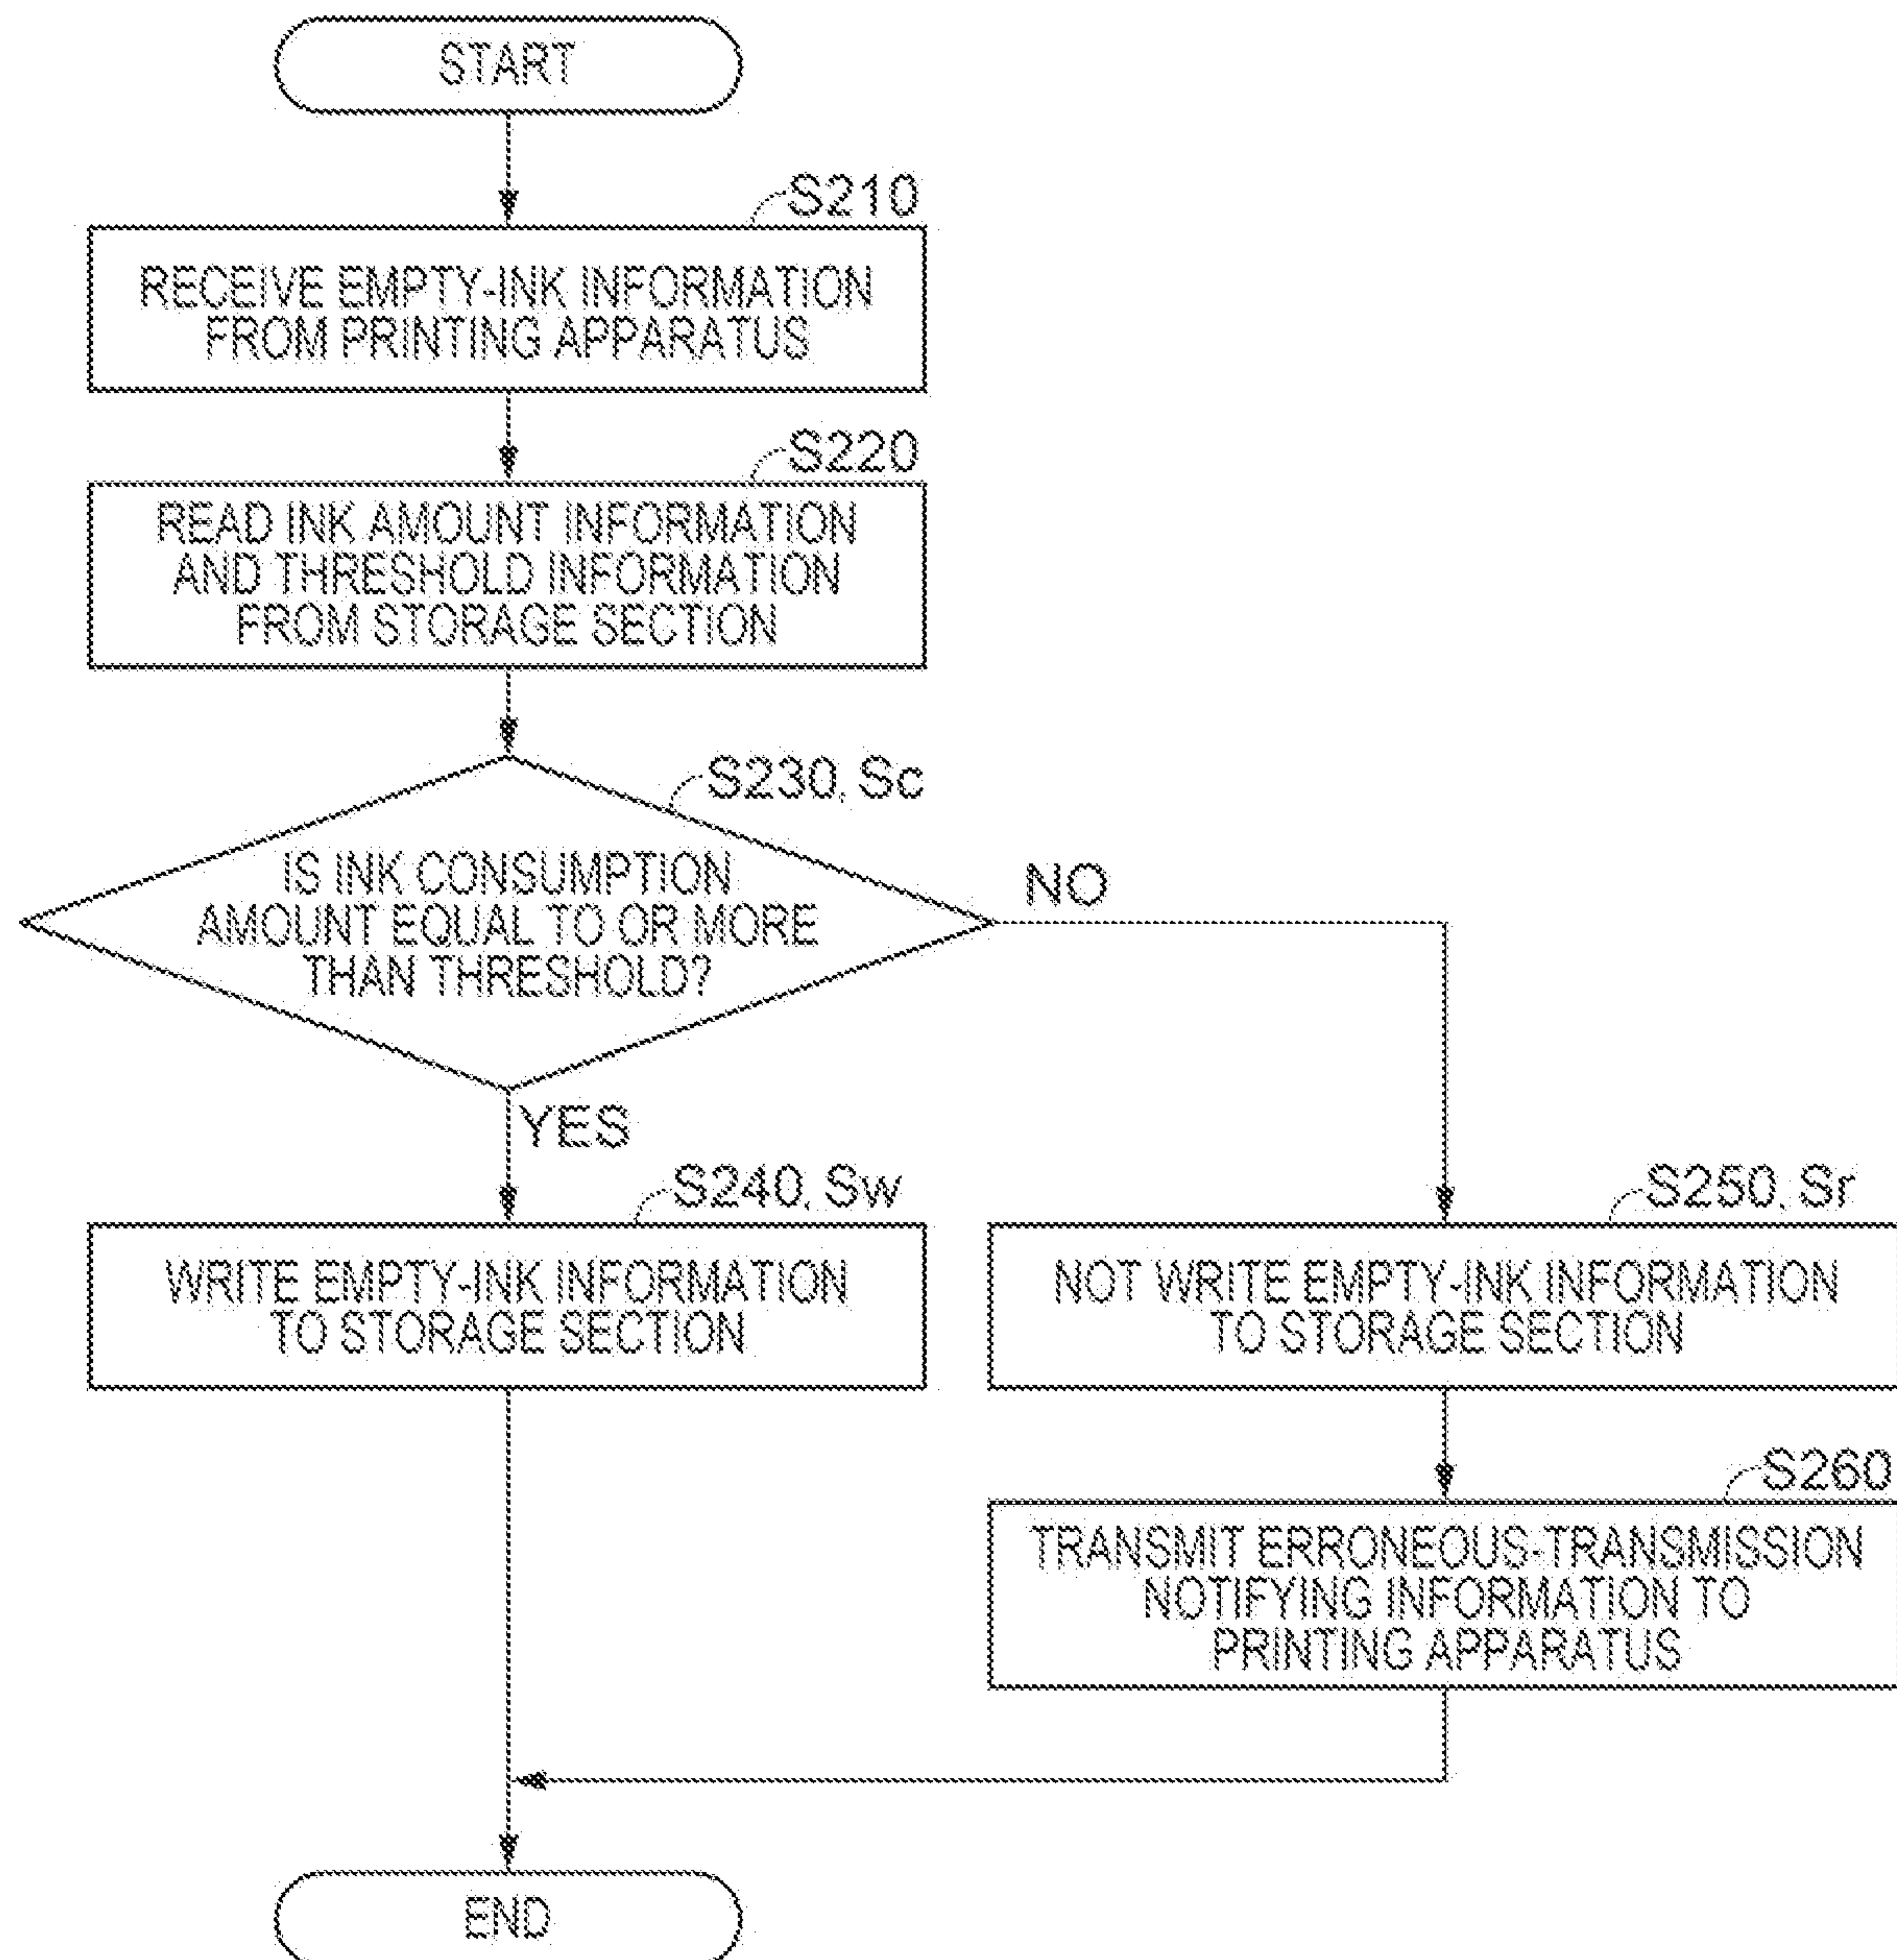 START
S210
RECEIVE EMPTY-INK INFORMATION
FROM PRINTING APPARATUS
S220
READ INK AMOUNT INFORMATION
AND THRESHOLD INFORMATION
FROM STORAGE SECTION
S230, Sc
IS INK CONSUMPTION
AMOUNT EQUAL TO OR MORE
THAN THRESHOLD?
NO
YES
S240, Sw
WRITE EMPTY-INK INFORMATION
TO STORAGE SECTION
S250, Sr
NOT WRITE EMPTY-INK INFORMATION
TO STORAGE SECTION
S260
TRANSMIT ERRONEOUS-TRANSMISSION
NOTIFYING INFORMATION TO
PRINTING APPARATUS
END